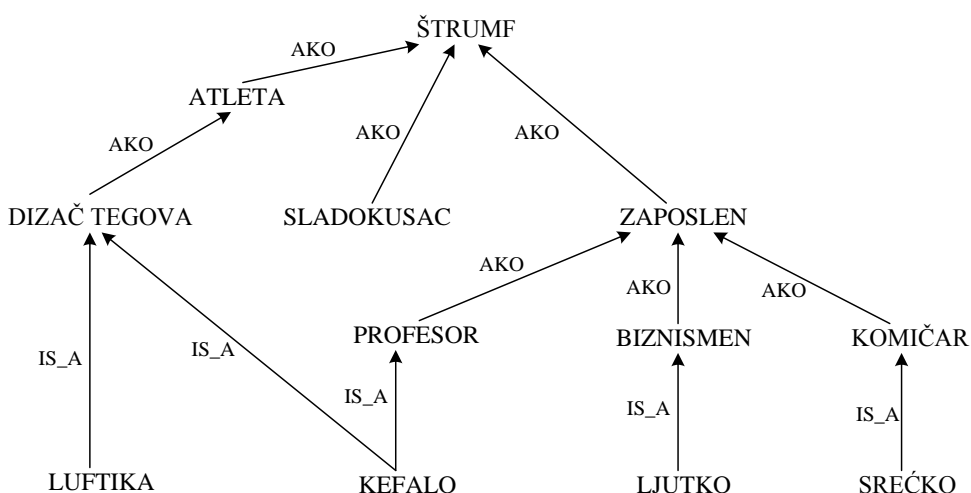 ŠTRUMF
AKO
ATLETA
AKO
AKO
AKO
DIZAČ TEGOVA
SLADOKUSAC
ZAPOSLEN
AKO
AKO
AKO
PROFESOR
BIZNISMEN
KOMIČAR
IS_A
IS_A
IS_A
IS_A
IS_A
LUFTIKA
KEFALO
LJUTKO
SREĆKO